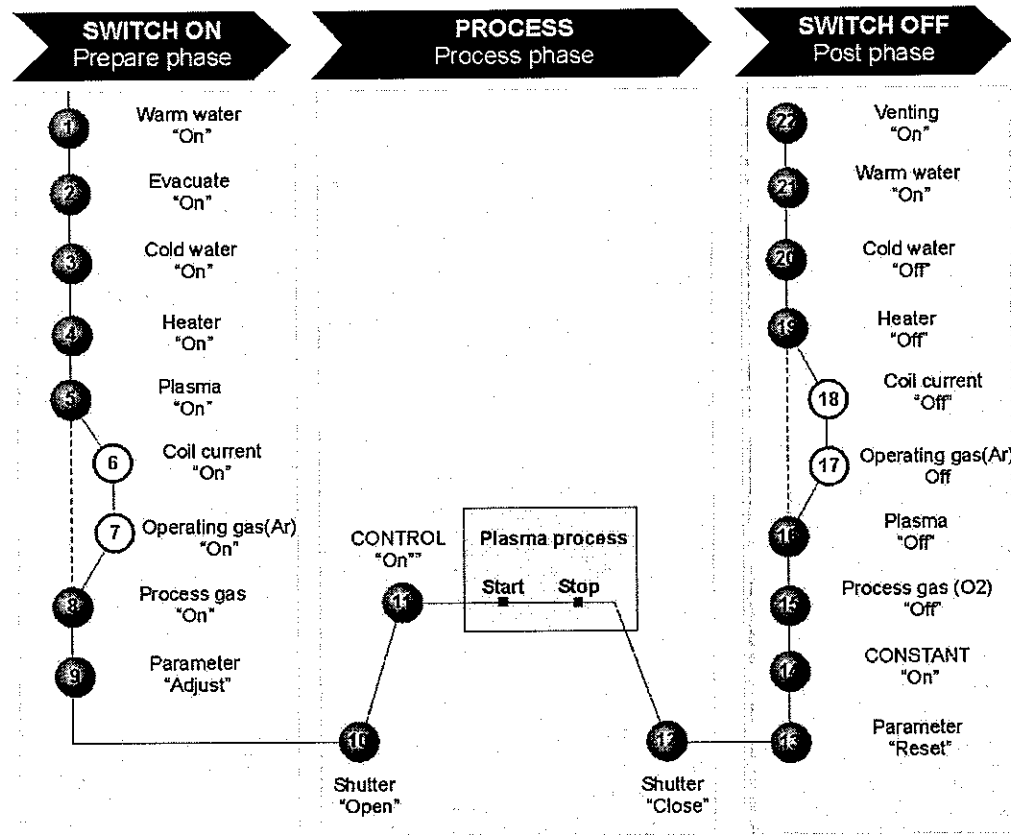 SWITCH ON
Prepare phase
PROCESS
Process phase
SWITCH OFF
Post phase
1
Warm water
"On"
2
Evacuate
"On"
3
Cold water
"On"
4
Heater
"On"
5
Plasma
"On"
6
Coil current
"On"
7
Operating gas(Ar)
"On"
8
Process gas
"On"
9
Parameter
"Adjust"
10
Shutter
"Open"
CONTROL
"On""
11
Plasma process
Start
Stop
12
Shutter
"Close"
22
Venting
"On"
21
Warm water
"On"
20
Cold water
"Off"
19
Heater
"Off"
18
Coil current
"Off"
17
Operating gas(Ar)
Off
16
Plasma
"Off"
15
Process gas (O2)
"Off"
14
CONSTANT
"On"
13
Parameter
"Reset"